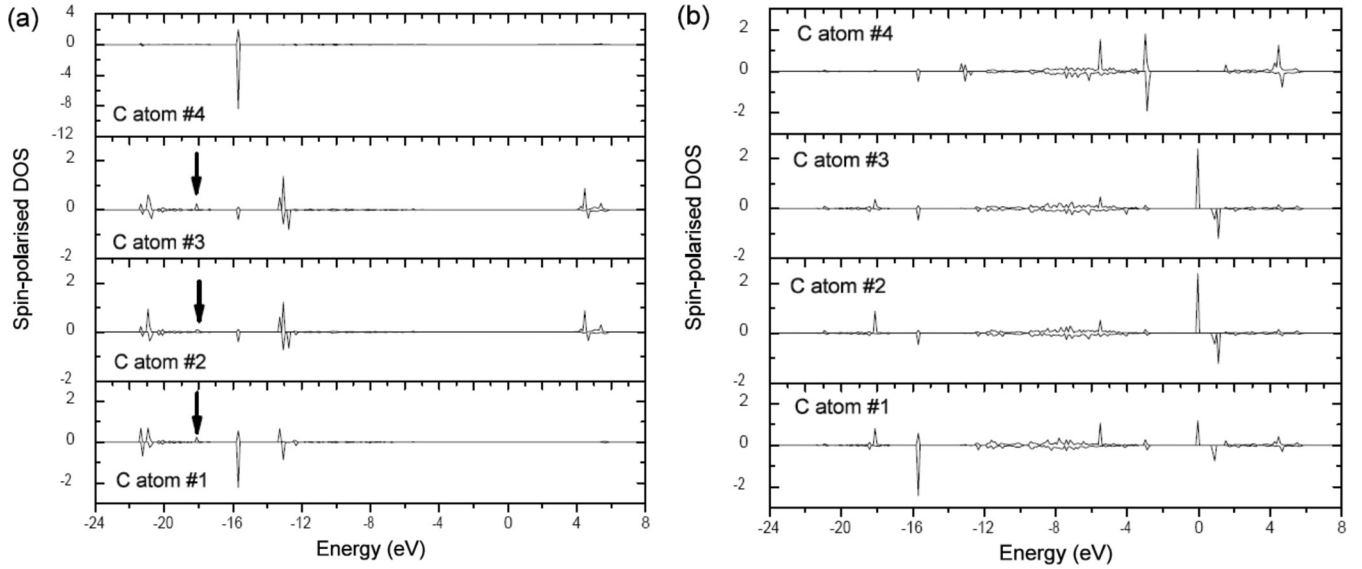 (a)
Spin-polarised DOS
4
0
-4
-8
-12
C atom #4
2
0
-2
C atom #3
2
0
-2
C atom #2
2
0
-2
C atom #1
-24 -20 -16 -12 -8 -4 0 4 8
Energy (eV)
(b)
Spin-polarised DOS
2
0
-2
C atom #4
2
0
-2
C atom #3
2
0
-2
C atom #2
2
0
-2
C atom #1
-24 -20 -16 -12 -8 -4 0 4 8
Energy (eV)